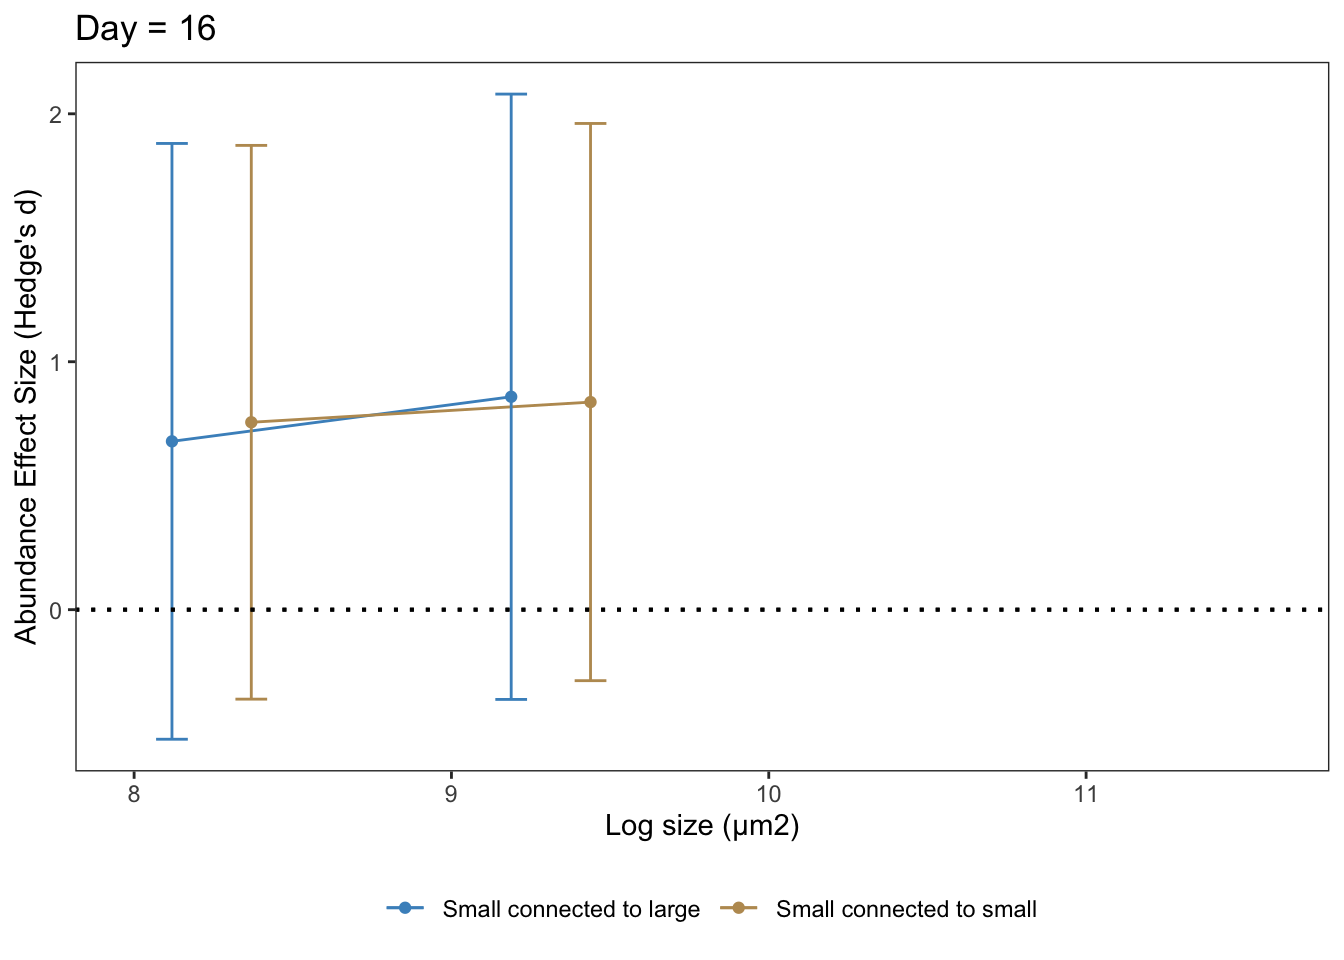 Day = 16
Abundance Effect Size (Hedge's d)
2
1
0
8
9
10
11
Log size (μm2)
Small connected to large
Small connected to small